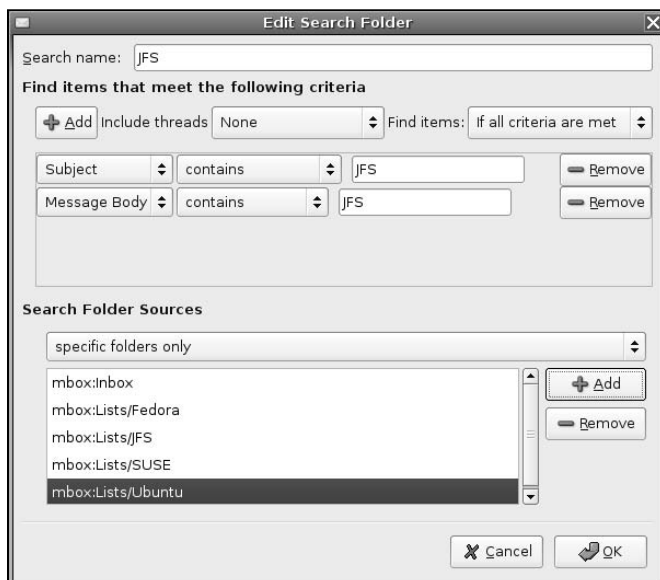 Edit Search Folder
Search name: JFS
Find items that meet the following criteria
Add Include threads None Find items: If all criteria are met
Subject contains JFS Remove
Message Body contains JFS Remove
Search Folder Sources
specific folders only
mbox:Inbox
mbox:Lists/Fedora
mbox:Lists/JFS
mbox:Lists/SUSE
mbox:Lists/Ubuntu
Add
Remove
Cancel OK